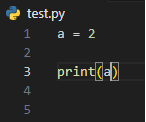 test.py
1 a = 2
2
3 print(a)
4
5